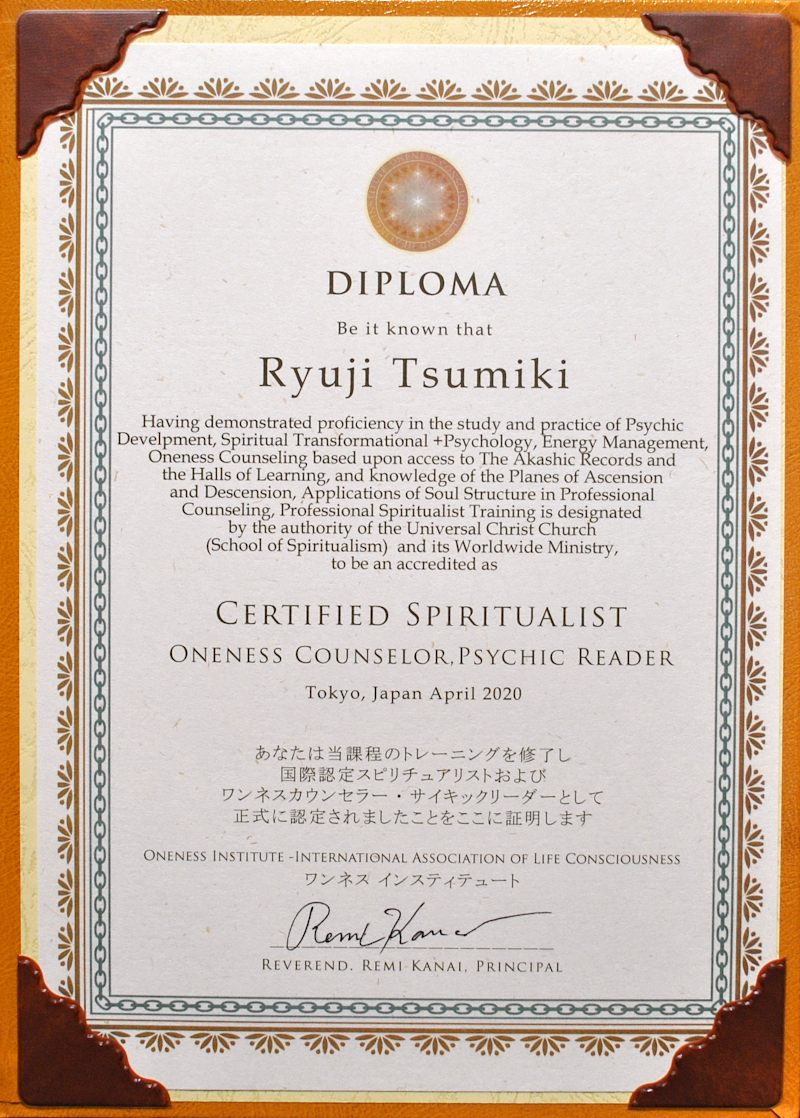 DIPLOMA
Be it known that
Ryuji Tsumiki
Having demonstrated proficiency in the study and practice of Psychic
Develpment, Spiritual Transformational +Psychology, Energy Management,
Oneness Counseling based upon access to The Akashic Records and
the Halls of Learning, and knowledge of the Planes of Ascension
and Descension, Applications of Soul Structure in Professional
Counseling, Professional Spiritualist Training is designated
by the authority of the Universal Christ Church
(School of Spiritualism) and its Worldwide Ministry,
to be an accredited as
CERTIFIED SPIRITUALIST
ONENESS COUNSELOR,PSYCHIC READER
Tokyo, Japan April 2020
あなたは当課程のトレーニングを修了し
国際認定スピリチュアリストおよび
ワンネスカウンセラー・サイキックリーダーとして
正式に認定されましたことをここに証明します
ONENESS INSTITUTE -INTERNATIONAL ASSOCIATION OF LIFE CONSCIOUSNESS
ワンネス インスティテュート
Remi Kanai
REVEREND. REMI KANAI, PRINCIPAL